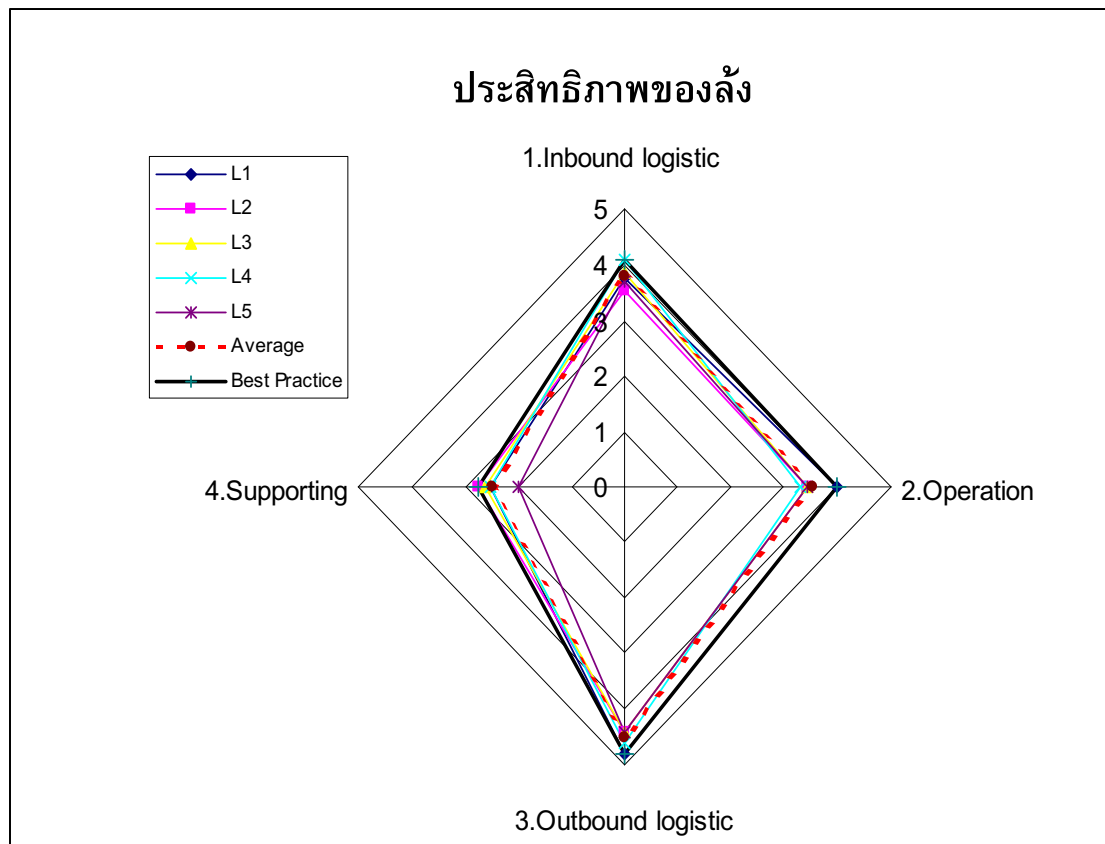 ประสิทธิภาพของล้ง
1.Inbound logistic
L1
L2
L3
L4
L5
Average
Best Practice
5
4
3
2
1
0
4.Supporting
2.Operation
3.Outbound logistic